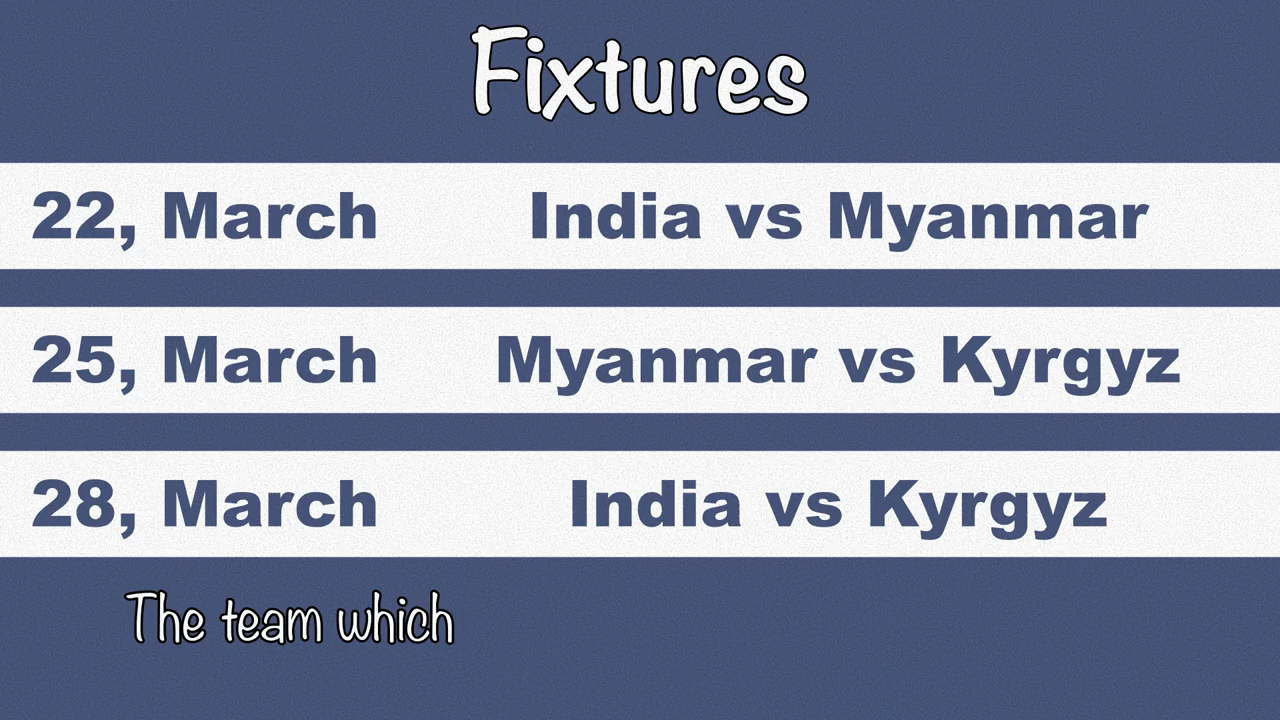 Fixtures
22, March India vs Myanmar
25, March Myanmar vs Kyrgyz
28, March India vs Kyrgyz
The team which